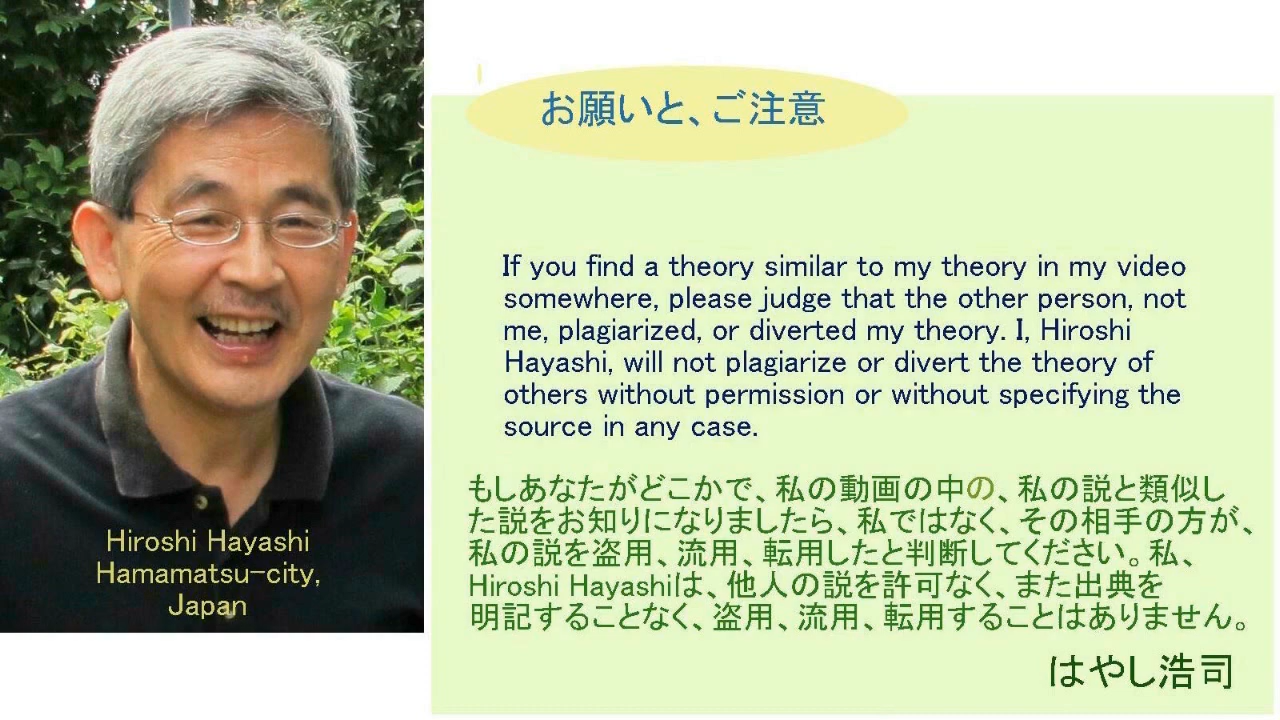 お願いと、ご注意
If you find a theory similar to my theory in my video
somewhere, please judge that the other person, not
me, plagiarized, or diverted my theory. I, Hiroshi
Hayashi, will not plagiarize or divert the theory of
others without permission or without specifying the
source in any case.
もしあなたがどこかで、私の動画の中の、私の説と類似し
た説をお知りになりましたら、私ではなく、その相手の方が、
私の説を盗用、流用、転用したと判断してください。私、
Hiroshi Hayashiは、他人の説を許可なく、また出典を
明記することなく、盗用、流用、転用することはありません。
はやし浩司
Hiroshi Hayashi
Hamamatsu-city,
Japan